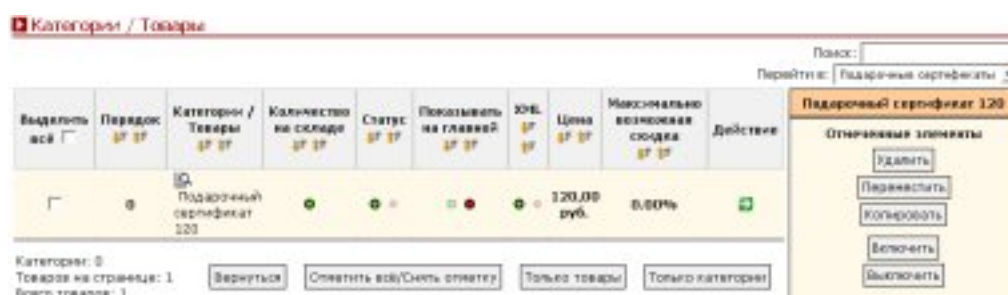 Категории / Товары
Поиск:
Перейти в: Подарочные сертификаты
Выделить всё
Порядок
Категории / Товары
Количество на складе
Статус
Показывать на главной
XML
Цена
Максимально возможная скидка
Действие
0
Подарочный сертификат 120
120.00 руб.
0.00%
Подарочный сертификат 120
Отмеченные элементы
Удалить
Переместить
Копировать
Включить
Выключить
Категории: 0
Товаров на странице: 1
Всего товаров: 1
Вернуться
Отметить всё/Снять отметку
Только товары
Только категории